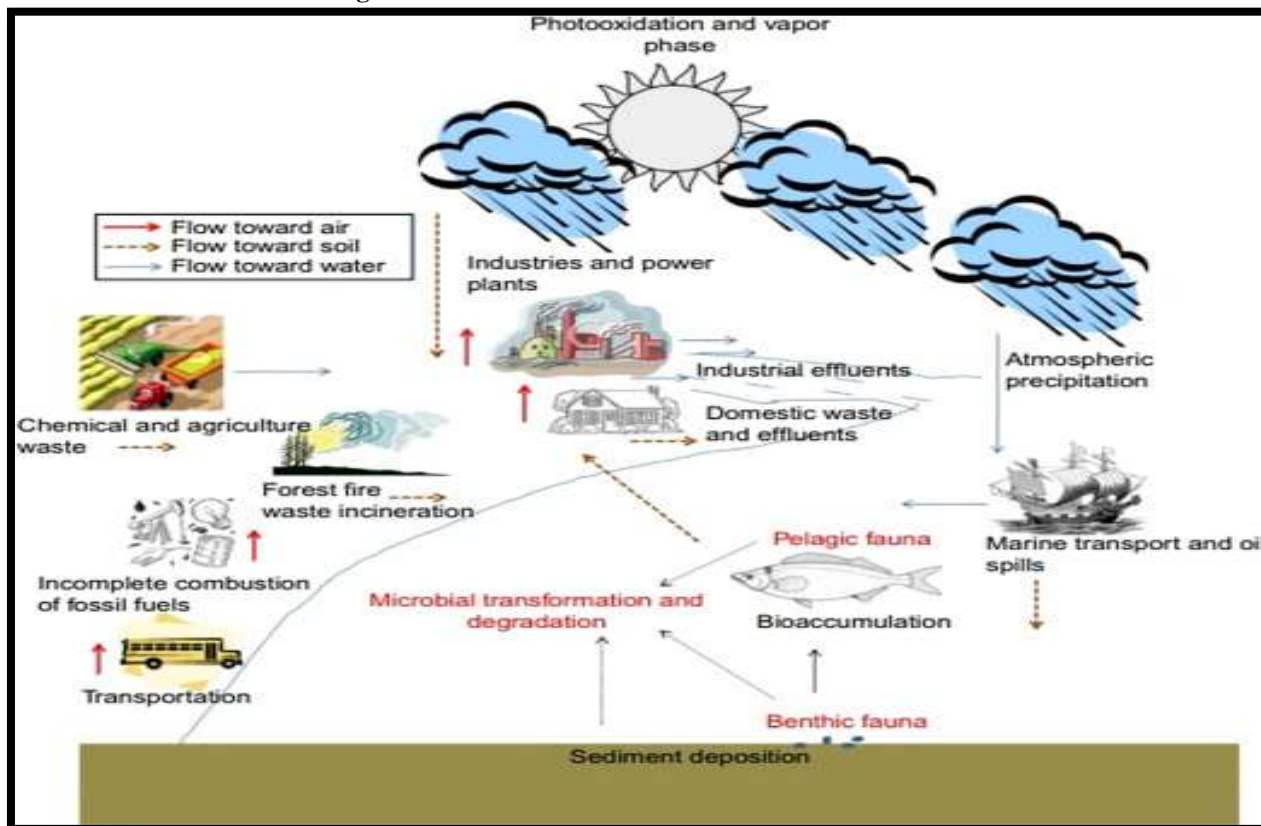 Photooxidation and vapor
phase
Flow toward air
Flow toward soil
Flow toward water
Industries and power
plants
Industrial effluents
Atmospheric
precipitation
Domestic waste
and effluents
Chemical and agriculture
waste
Forest fire
waste incineration
Pelagic fauna
Marine transport and oil
spills
Incomplete combustion
of fossil fuels
Microbial transformation and
degradation
Bioaccumulation
Transportation
Benthic fauna
Sediment deposition